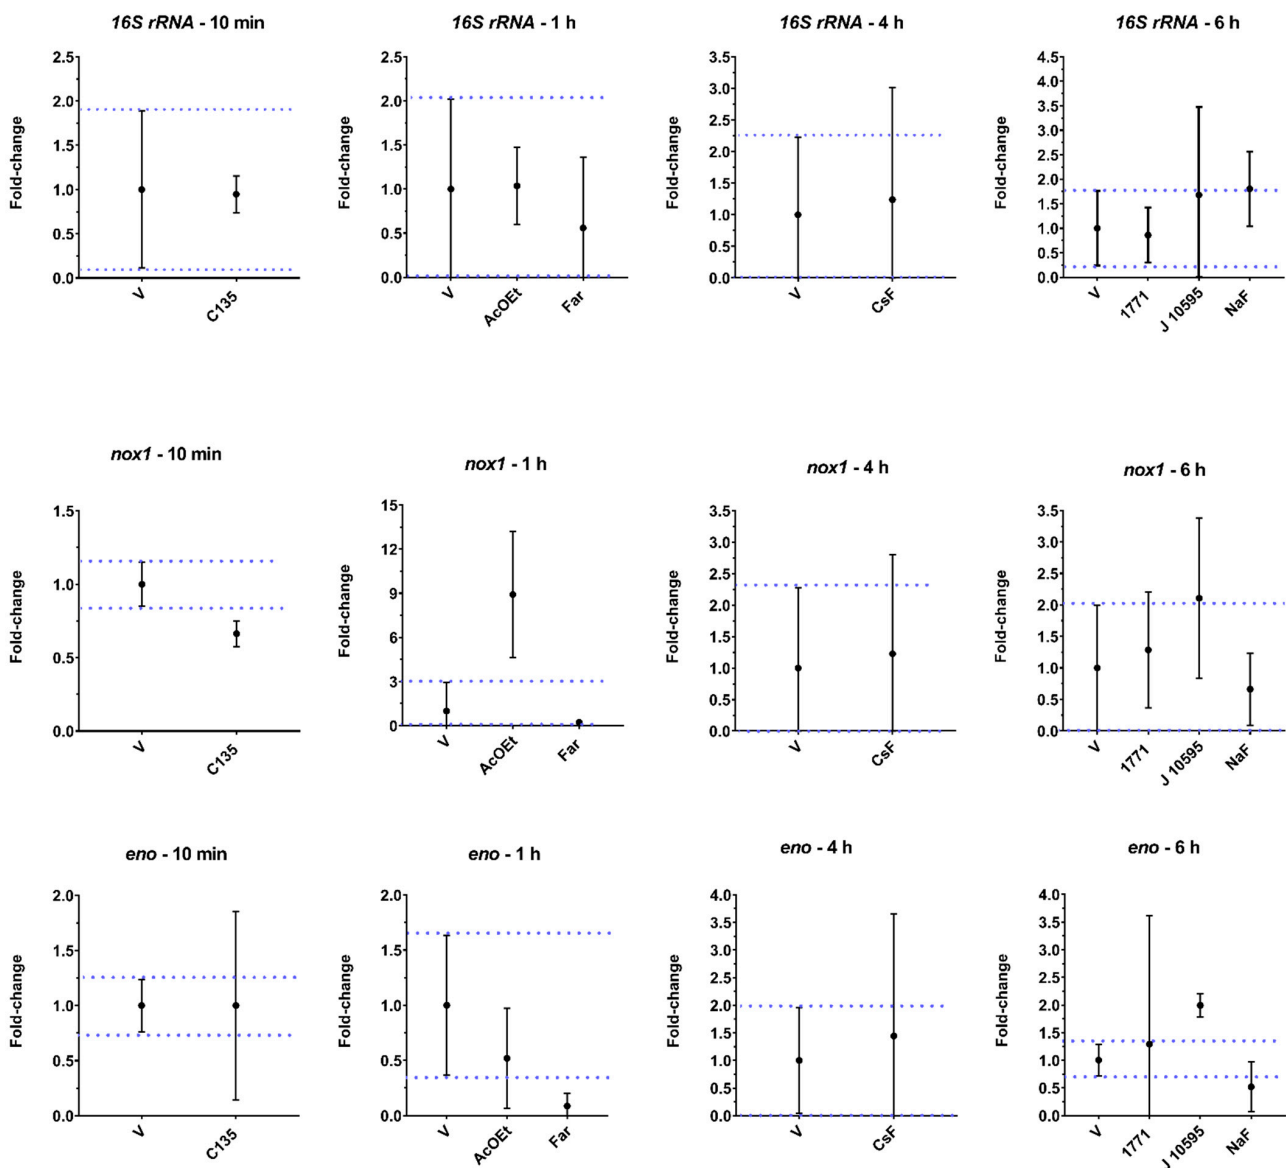 16S rRNA - 10 min
Fold-change
2.5
2.0
1.5
1.0
0.5
0.0
V
C135
16S rRNA - 1 h
Fold-change
2.5
2.0
1.5
1.0
0.5
0.0
V
AcOEt
Far
16S rRNA - 4 h
Fold-change
3.5
3.0
2.5
2.0
1.5
1.0
0.5
0.0
V
CsF
16S rRNA - 6 h
Fold-change
4.5
4.0
3.5
3.0
2.5
2.0
1.5
1.0
0.5
0.0
V
1771
J 10595
NaF
nox1 - 10 min
Fold-change
1.5
1.0
0.5
0.0
V
C135
nox1 - 1 h
Fold-change
15
12
9
6
3
0
V
AcOEt
Far
nox1 - 4 h
Fold-change
3.5
3.0
2.5
2.0
1.5
1.0
0.5
0.0
V
CsF
nox1 - 6 h
Fold-change
3.5
3.0
2.5
2.0
1.5
1.0
0.5
0.0
V
1771
J 10595
NaF
eno - 10 min
Fold-change
2.0
1.5
1.0
0.5
0.0
V
C135
eno - 1 h
Fold-change
2.0
1.5
1.0
0.5
0.0
V
AcOEt
Far
eno - 4 h
Fold-change
4.0
3.5
3.0
2.5
2.0
1.5
1.0
0.5
0.0
V
CsF
eno - 6 h
Fold-change
4.0
3.5
3.0
2.5
2.0
1.5
1.0
0.5
0.0
V
1771
J 10595
NaF